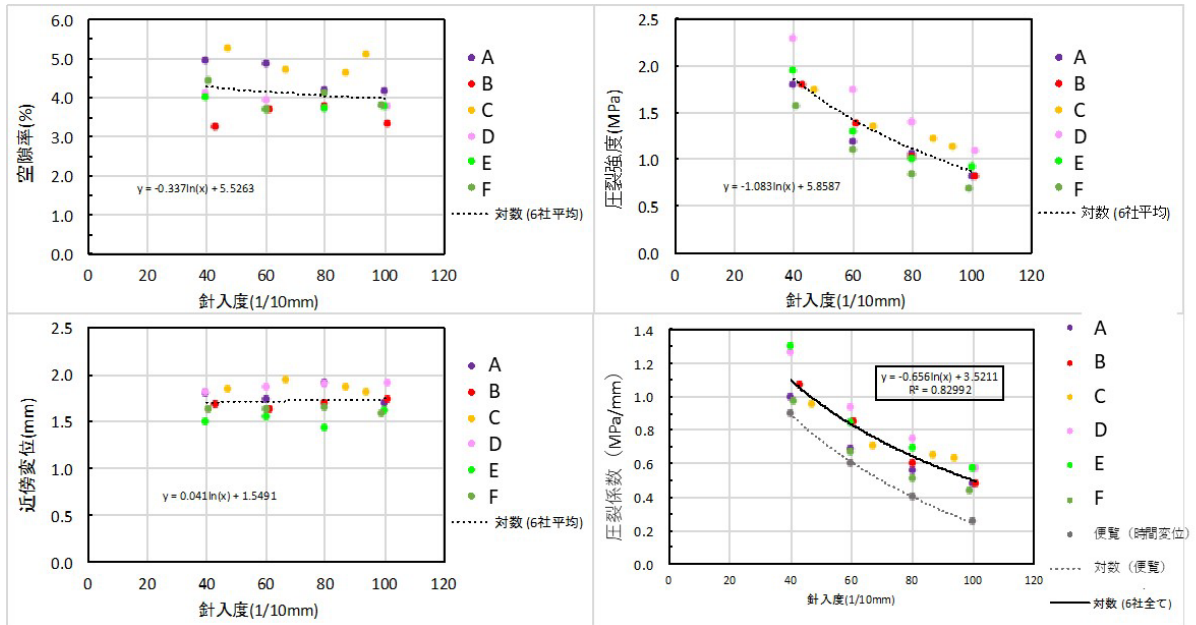 6.0
5.0
4.0
3.0
2.0
1.0
0.0
空隙率(%)
y = -0.337ln(x) + 5.5263
0 20 40 60 80 100 120
針入度(1/10mm)
A
B
C
D
E
F
対数 (6社平均)
2.5
2.0
1.5
1.0
0.5
0.0
圧裂強度(MPa)
y = -1.083ln(x) + 5.8587
0 20 40 60 80 100 120
針入度(1/10mm)
A
B
C
D
E
F
対数 (6社平均)
2.5
2.0
1.5
1.0
0.5
0.0
近傍変位(mm)
y = 0.041ln(x) + 1.5491
0 20 40 60 80 100 120
針入度(1/10mm)
A
B
C
D
E
F
対数 (6社平均)
1.4
1.2
1.0
0.8
0.6
0.4
0.2
0.0
圧裂係数（MPa/mm）
y = -0.656ln(x) + 3.5211
R² = 0.82992
0 20 40 60 80 100 120
針入度(1/10mm)
A
B
C
D
E
F
便覧（時間変位）
対数（便覧）
対数 (6社全て)